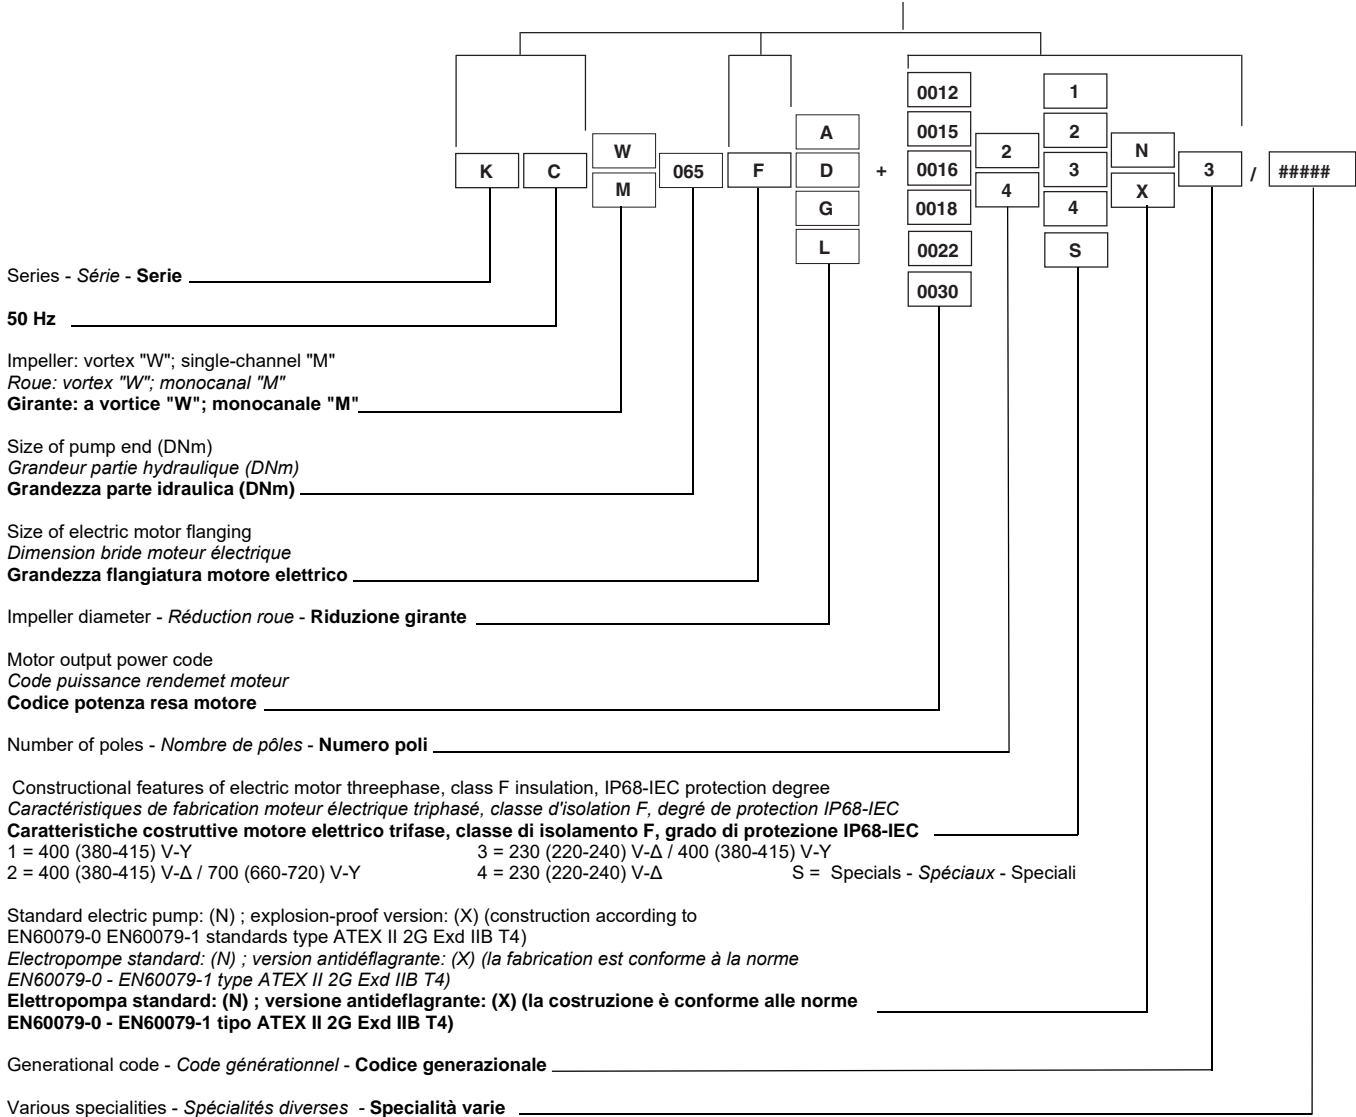 0012 1
A 0015 2
W 2 N
K C 065 F D + 0016 3 3 / #####
M 4 X
G 0018 4
L 0022 S
0030
Series - Série - Serie
50 Hz
Impeller: vortex "W"; single-channel "M"
Roue: vortex "W"; monocanal "M"
Girante: a vortice "W"; monocanale "M"
Size of pump end (DNm)
Grandeur partie hydraulique (DNm)
Grandezza parte idraulica (DNm)
Size of electric motor flanging
Dimension bride moteur électrique
Grandezza flangiatura motore elettrico
Impeller diameter - Réduction roue - Riduzione girante
Motor output power code
Code puissance rendemet moteur
Codice potenza resa motore
Number of poles - Nombre de pôles - Numero poli
Constructional features of electric motor threephase, class F insulation, IP68-IEC protection degree
Caractéristiques de fabrication moteur électrique triphasé, classe d'isolation F, degré de protection IP68-IEC
Caratteristiche costruttive motore elettrico trifase, classe di isolamento F, grado di protezione IP68-IEC
1 = 400 (380-415) V-Y 3 = 230 (220-240) V-Δ / 400 (380-415) V-Y
2 = 400 (380-415) V-Δ / 700 (660-720) V-Y 4 = 230 (220-240) V-Δ S = Specials - Spéciaux - Speciali
Standard electric pump: (N) ; explosion-proof version: (X) (construction according to
EN60079-0 EN60079-1 standards type ATEX II 2G Exd IIB T4)
Electropompe standard: (N) ; version antidéflagrante: (X) (la fabrication est conforme à la norme
EN60079-0 - EN60079-1 type ATEX II 2G Exd IIB T4)
Elettropompa standard: (N) ; versione antideflagrante: (X) (la costruzione è conforme alle norme
EN60079-0 - EN60079-1 tipo ATEX II 2G Exd IIB T4)
Generational code - Code générationnel - Codice generazionale
Various specialities - Spécialités diverses - Specialità varie